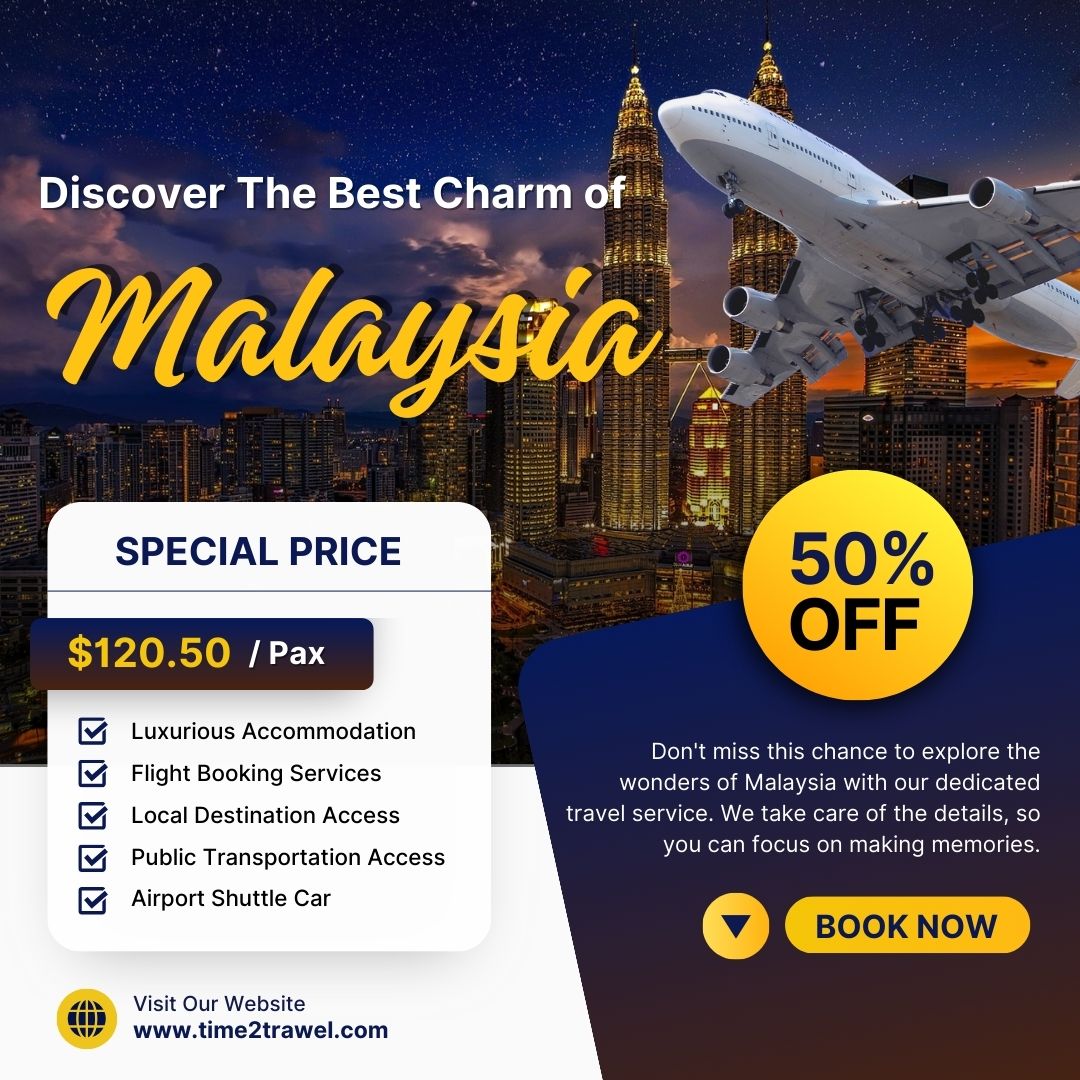 Discover The Best Charm of
Malaysia
SPECIAL PRICE
$120.50 / Pax
Luxurious Accommodation
Flight Booking Services
Local Destination Access
Public Transportation Access
Airport Shuttle Car
Visit Our Website
www.time2trawel.com
50%
OFF
Don't miss this chance to explore the
wonders of Malaysia with our dedicated
travel service. We take care of the details, so
you can focus on making memories.
BOOK NOW